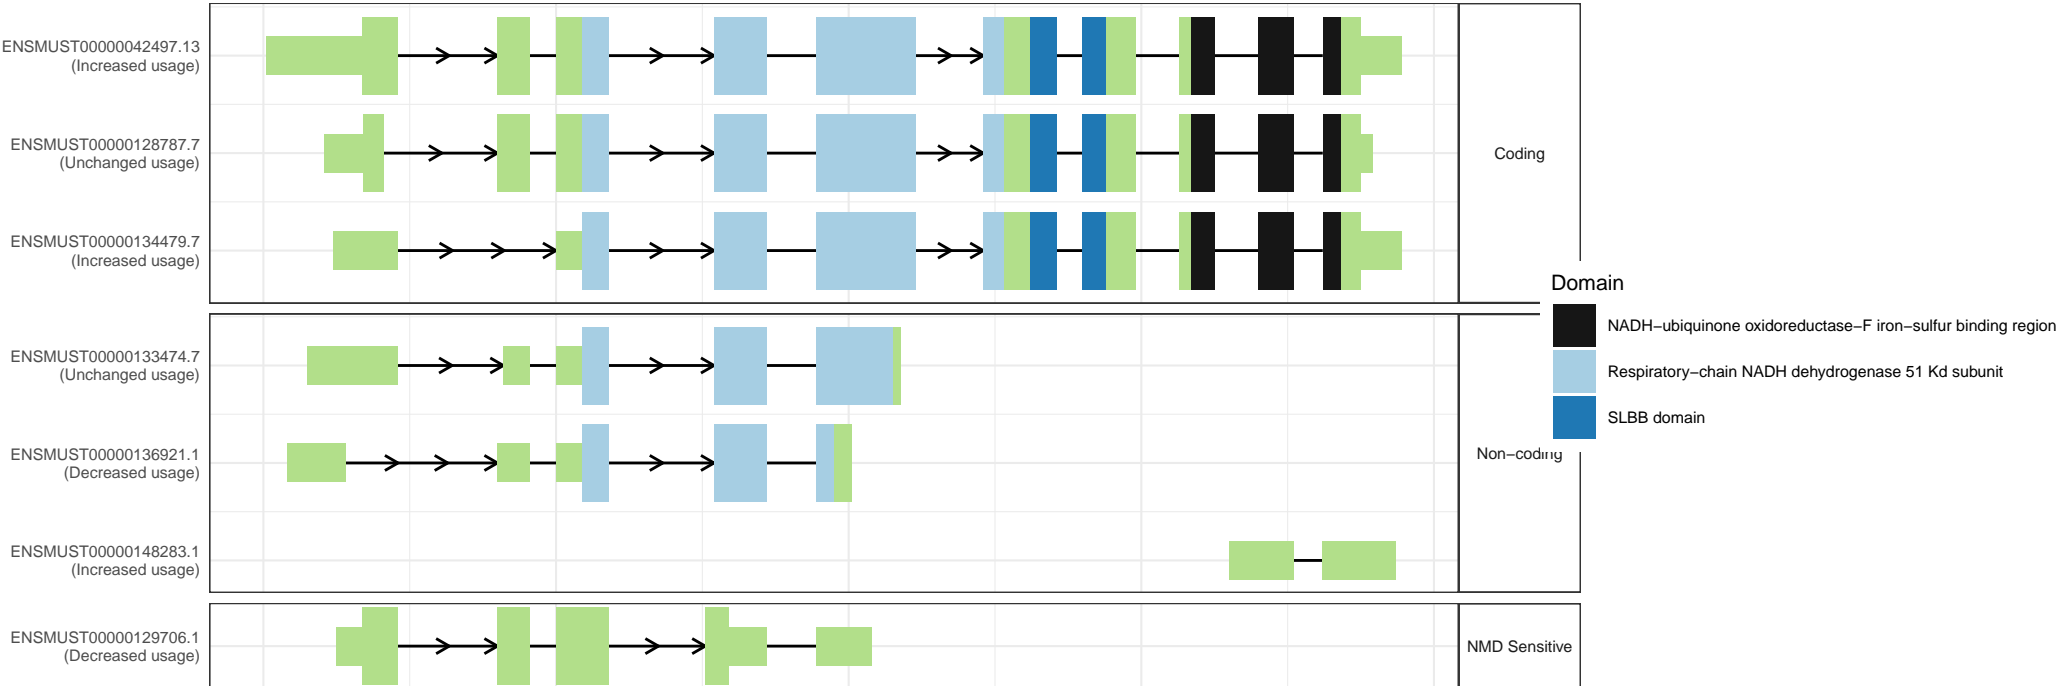 ENSMUST00000042497.13
(Increased usage)
ENSMUST00000128787.7
(Unchanged usage)
ENSMUST00000134479.7
(Increased usage)
Coding
ENSMUST00000133474.7
(Unchanged usage)
ENSMUST00000136921.1
(Decreased usage)
ENSMUST00000148283.1
(Increased usage)
Non−coding
ENSMUST00000129706.1
(Decreased usage)
NMD Sensitive
Domain
NADH−ubiquinone oxidoreductase−F iron−sulfur binding region
Respiratory−chain NADH dehydrogenase 51 Kd subunit
SLBB domain